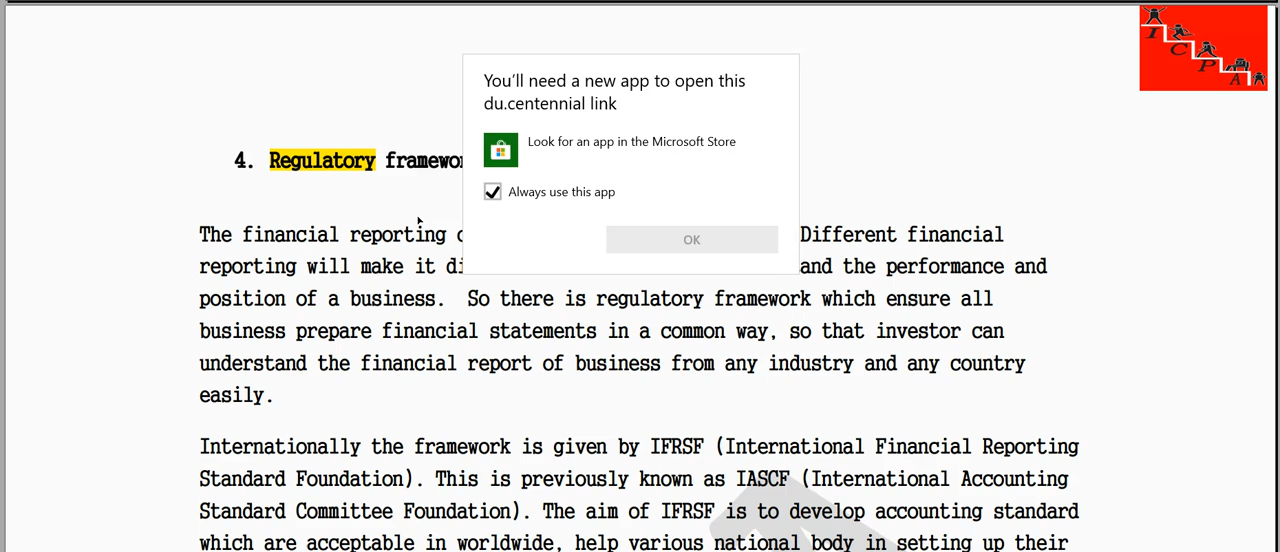 I
C
P
A
You'll need a new app to open this
du.centennial link
Look for an app in the Microsoft Store
Always use this app
OK
4. Regulatory
The financial reporting Different financial
reporting will make it and the performance and
position of a business. So there is regulatory framework which ensure all
business prepare financial statements in a common way, so that investor can
understand the financial report of business from any industry and any country
easily.
Internationally the framework is given by IFRSF (International Financial Reporting
Standard Foundation). This is previously known as IASCF (International Accounting
Standard Committee Foundation). The aim of IFRSF is to develop accounting standard
which are acceptable in worldwide, help various national body in setting up their